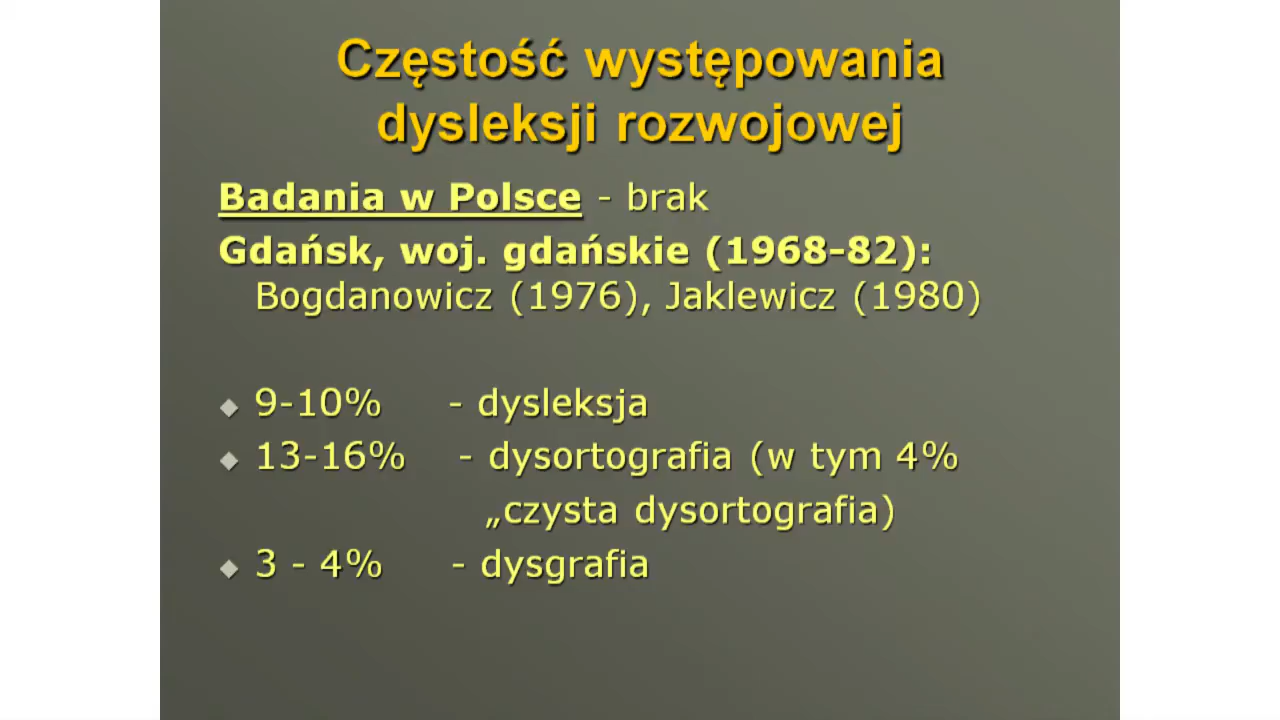 Częstość występowania
dysleksji rozwojowej
Badania w Polsce - brak
Gdańsk, woj. gdańskie (1968-82):
Bogdanowicz (1976), Jaklewicz (1980)
9-10% - dysleksja
13-16% - dysortografia (w tym 4%
„czysta dysortografia)
3 - 4% - dysgrafia